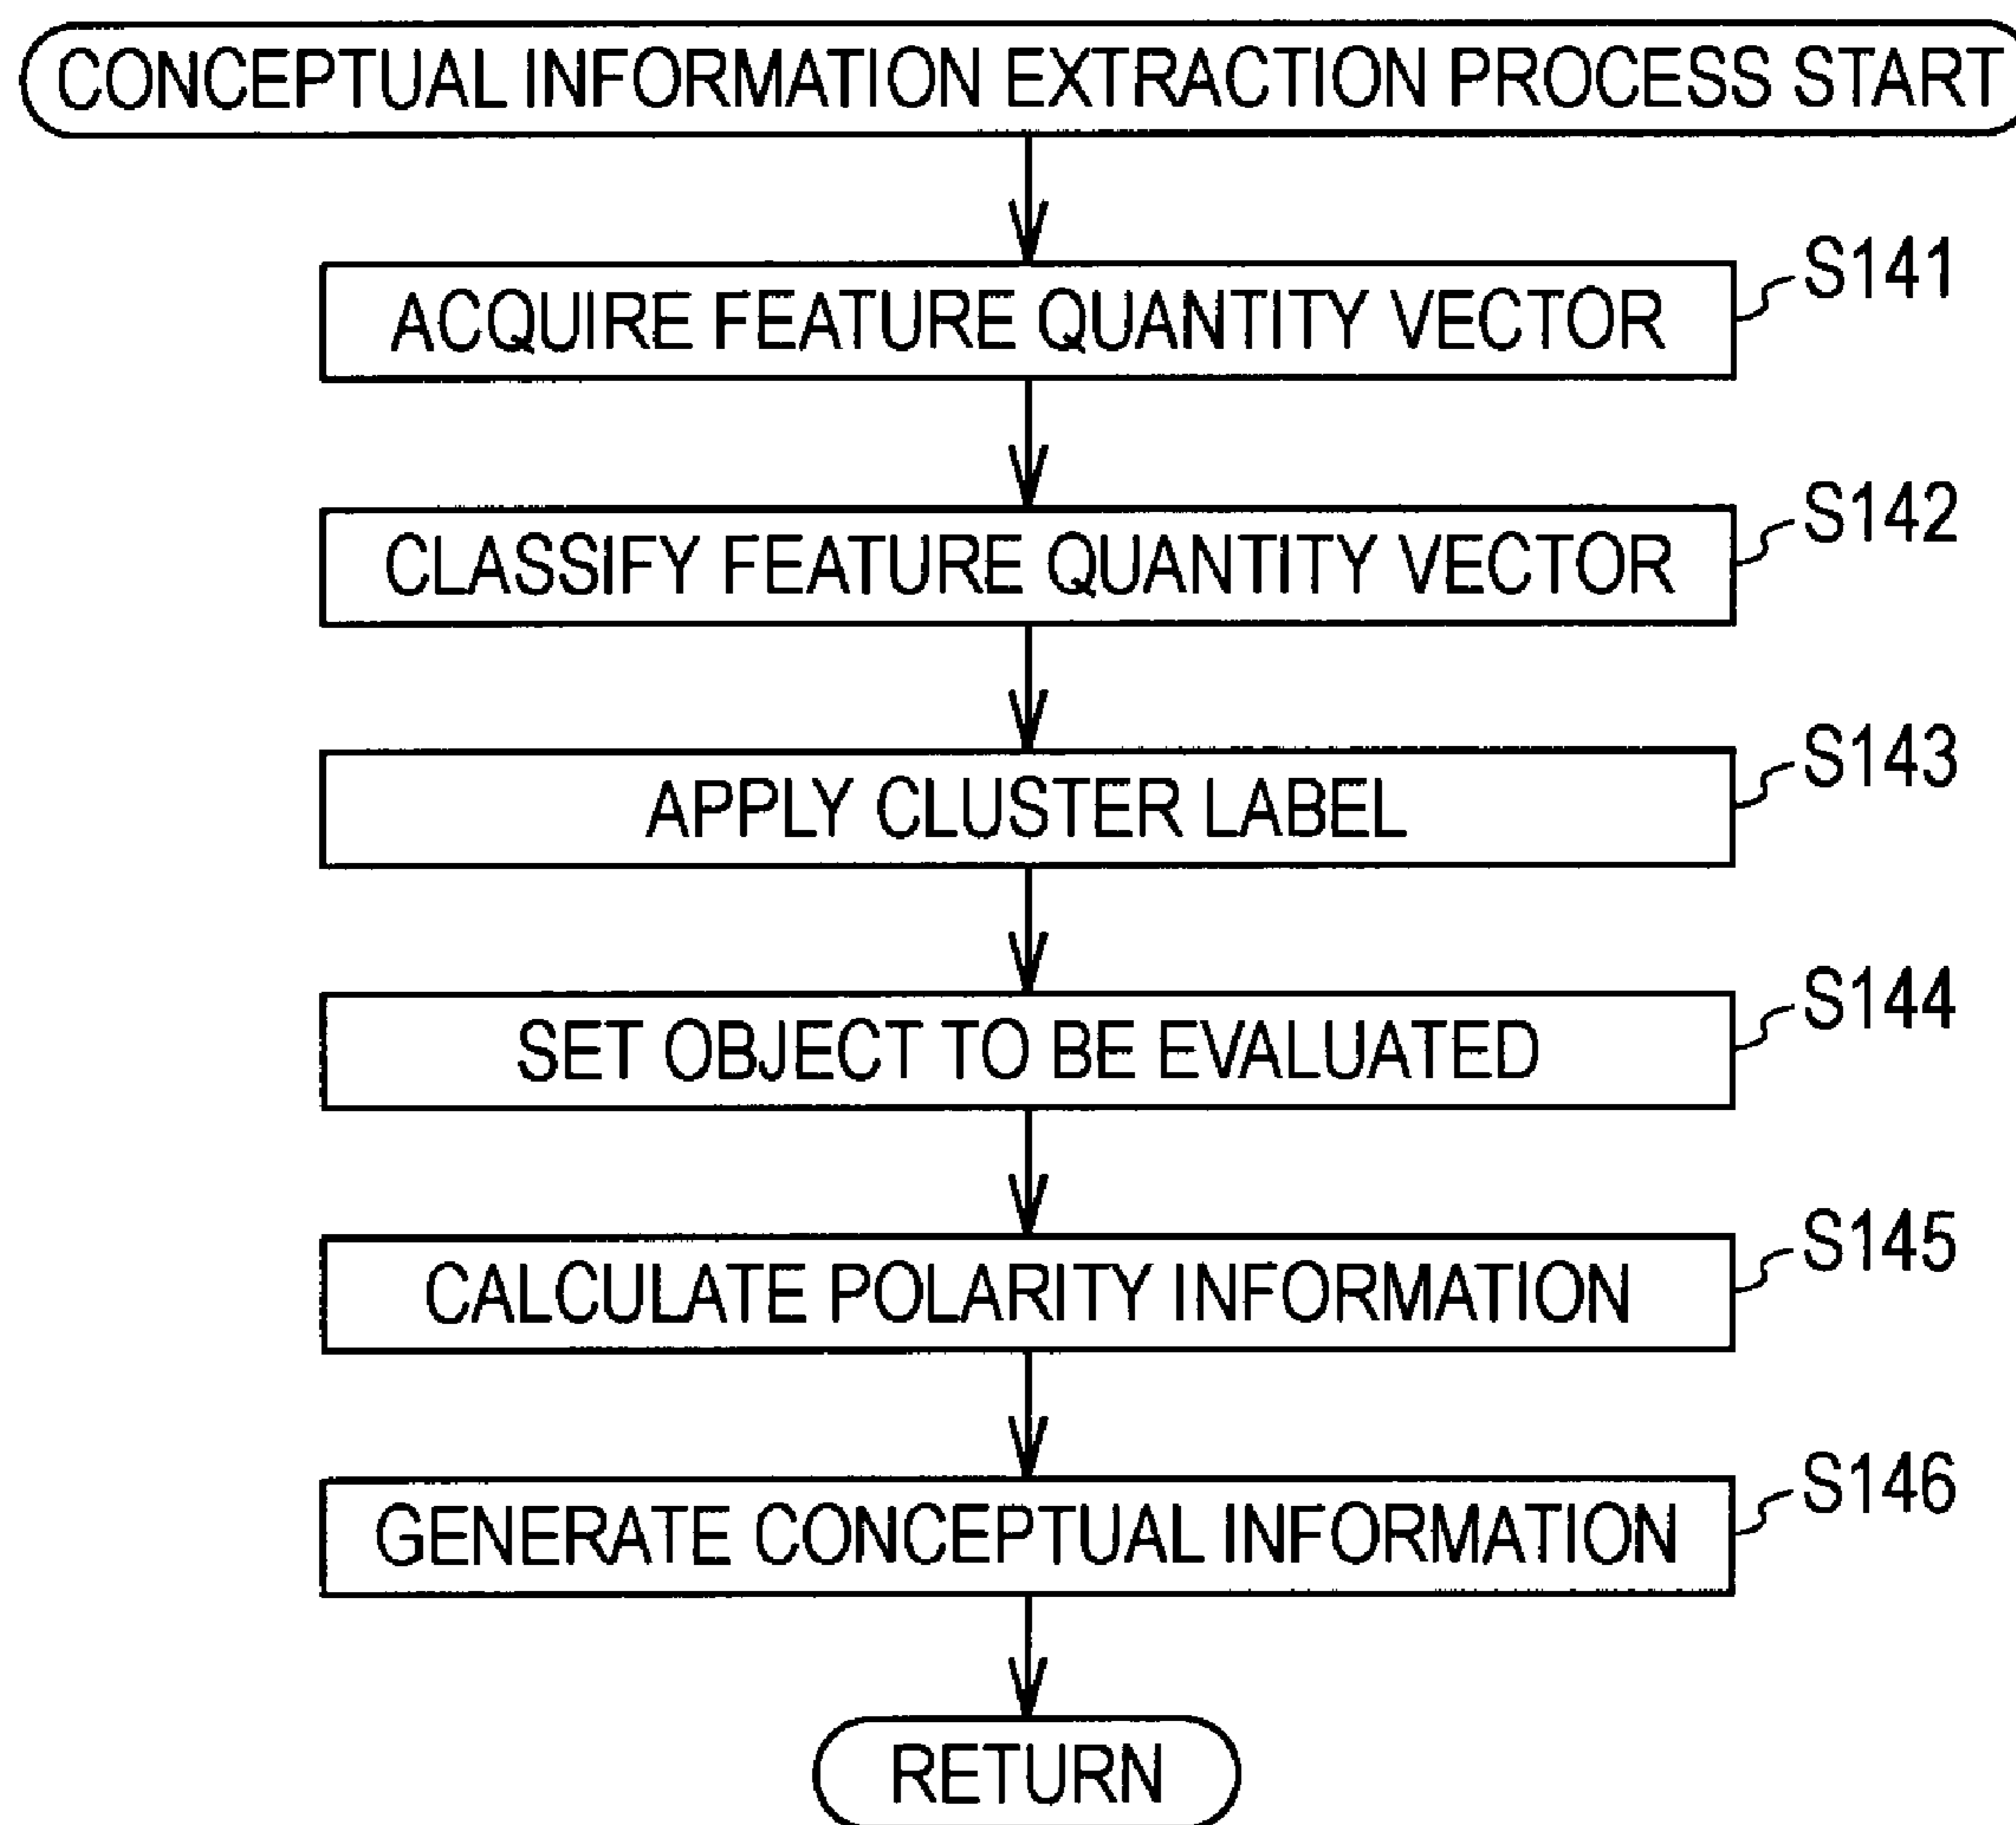 CONCEPTUAL INFORMATION EXTRACTION PROCESS START
S141
ACQUIRE FEATURE QUANTITY VECTOR
S142
CLASSIFY FEATURE QUANTITY VECTOR
S143
APPLY CLUSTER LABEL
S144
SET OBJECT TO BE EVALUATED
S145
CALCULATE POLARITY INFORMATION
S146
GENERATE CONCEPTUAL INFORMATION
RETURN